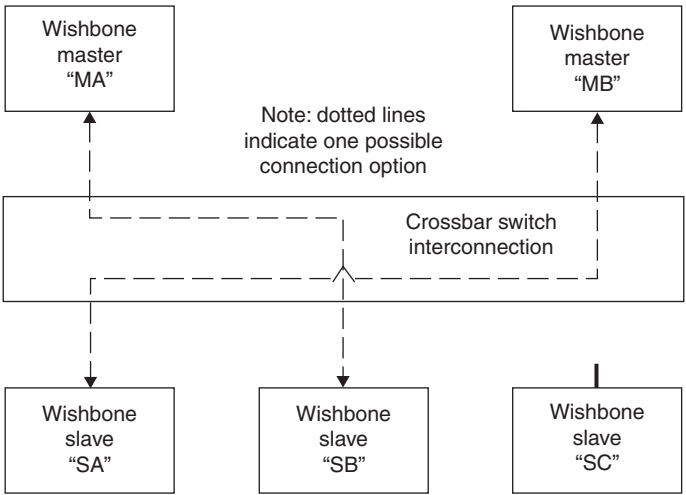 Wishbone
master
“MA”
Wishbone
master
“MB”
Note: dotted lines
indicate one possible
connection option
Crossbar switch
interconnection
Wishbone
slave
“SA”
Wishbone
slave
“SB”
Wishbone
slave
“SC”